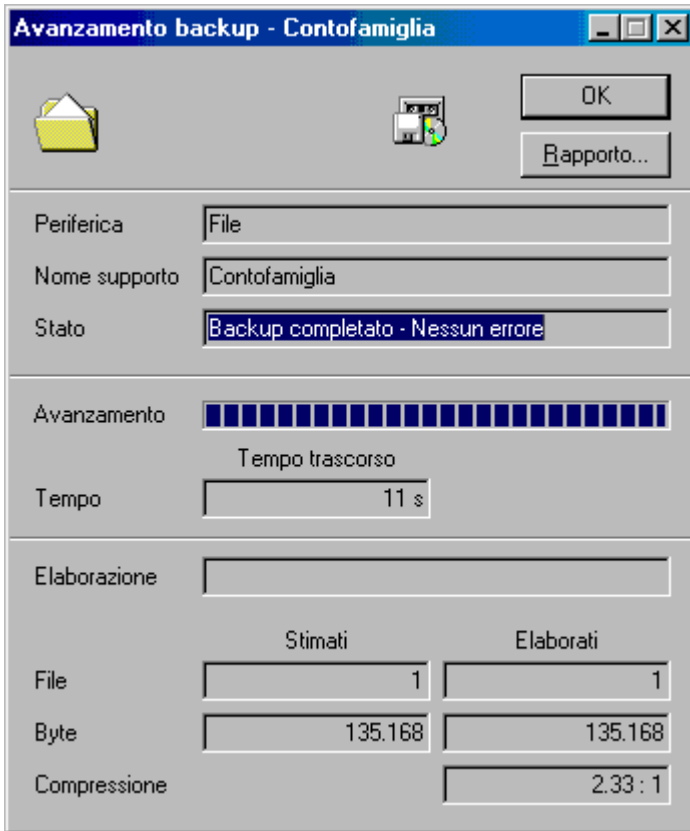 Avanzamento backup - Contofamiglia
OK
Rapporto...
Periferica File
Nome supporto Contofamiglia
Stato Backup completato - Nessun errore
Avanzamento
Tempo trascorso
Tempo 11 s
Elaborazione
Stimati Elaborati
File 1 1
Byte 135.168 135.168
Compressione 2.33 : 1